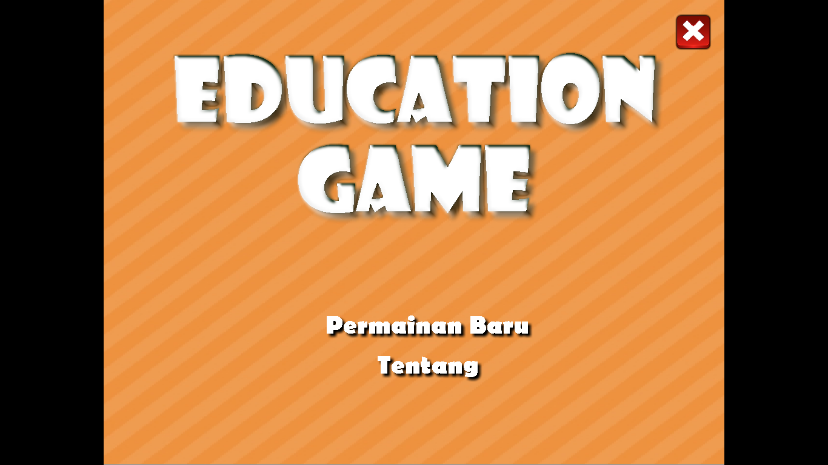 EDUCATION
GAME
Permainan Baru
Tentang